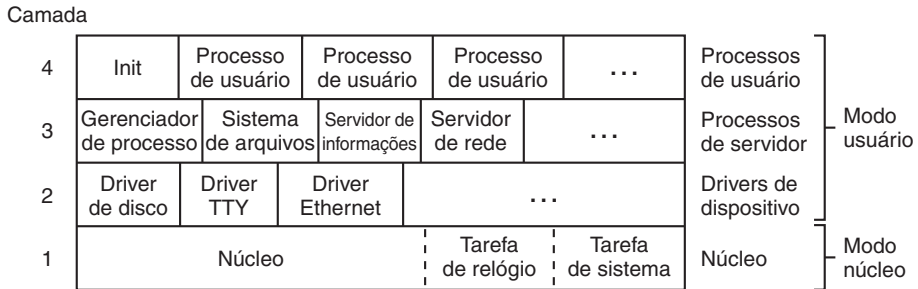 Camada
4
Init
Processo
de usuário
Processo
de usuário
Processo
de usuário
...
Processos
de usuário
3
Gerenciador
de processo
Sistema
de arquivos
Servidor de
informações
Servidor
de rede
...
Processos
de servidor
Modo
usuário
2
Driver
de disco
Driver
TTY
Driver
Ethernet
...
Drivers de
dispositivo
1
Núcleo
Tarefa
de relógio
Tarefa
de sistema
Núcleo
Modo
núcleo